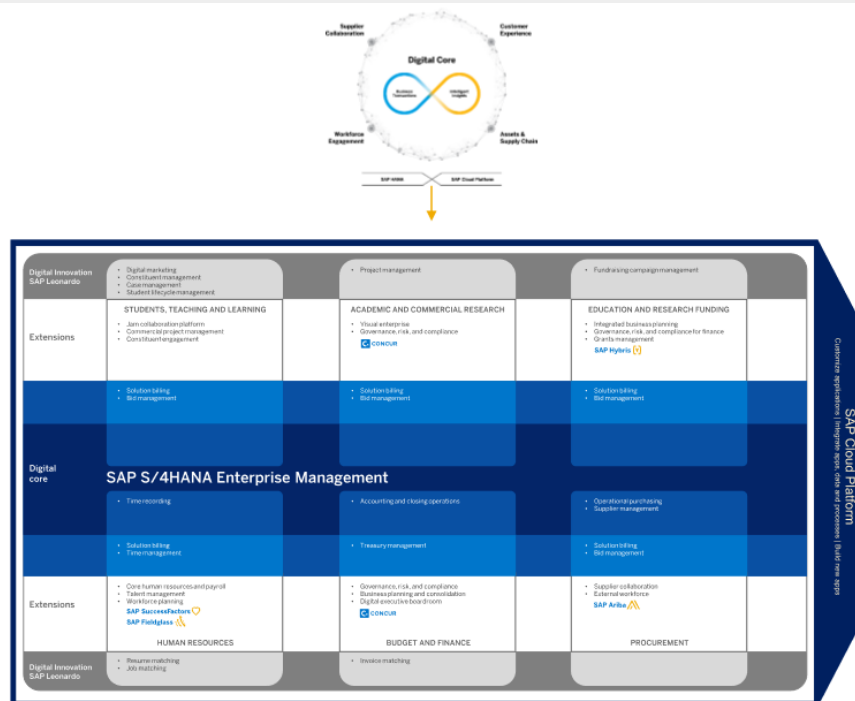 Supplier
Collaboration
Customer
Experience
Digital Core
Business
Transactions
Intelligent
Insights
Workforce
Engagement
Assets &
Supply Chain
SAP HANA
SAP Cloud Platform
Digital Innovation
SAP Leonardo
• Digital marketing
• Constituent management
• Case management
• Student lifecycle management
• Project management
• Fundraising campaign management
Extensions
STUDENTS, TEACHING AND LEARNING
• Jam collaboration platform
• Commercial project management
• Constituent engagement
ACADEMIC AND COMMERCIAL RESEARCH
• Visual enterprise
• Governance, risk, and compliance
CONCUR
EDUCATION AND RESEARCH FUNDING
• Integrated business planning
• Governance, risk, and compliance for finance
• Grants management
SAP Hybris
• Solution billing
• Bid management
• Solution billing
• Bid management
• Solution billing
• Bid management
Digital
core
SAP S/4HANA Enterprise Management
• Time recording
• Accounting and closing operations
• Operational purchasing
• Supplier management
• Solution billing
• Time management
• Treasury management
• Solution billing
• Bid management
Extensions
• Core human resources and payroll
• Talent management
• Workforce planning
SAP SuccessFactors
SAP Fieldglass
HUMAN RESOURCES
• Governance, risk, and compliance
• Business planning and consolidation
• Digital executive boardroom
CONCUR
BUDGET AND FINANCE
• Supplier collaboration
• External workforce
SAP Ariba
PROCUREMENT
Digital Innovation
SAP Leonardo
• Resume matching
• Job matching
• Invoice matching
SAP Cloud Platform
Customize applications | Integrate apps, data and processes | Build new apps